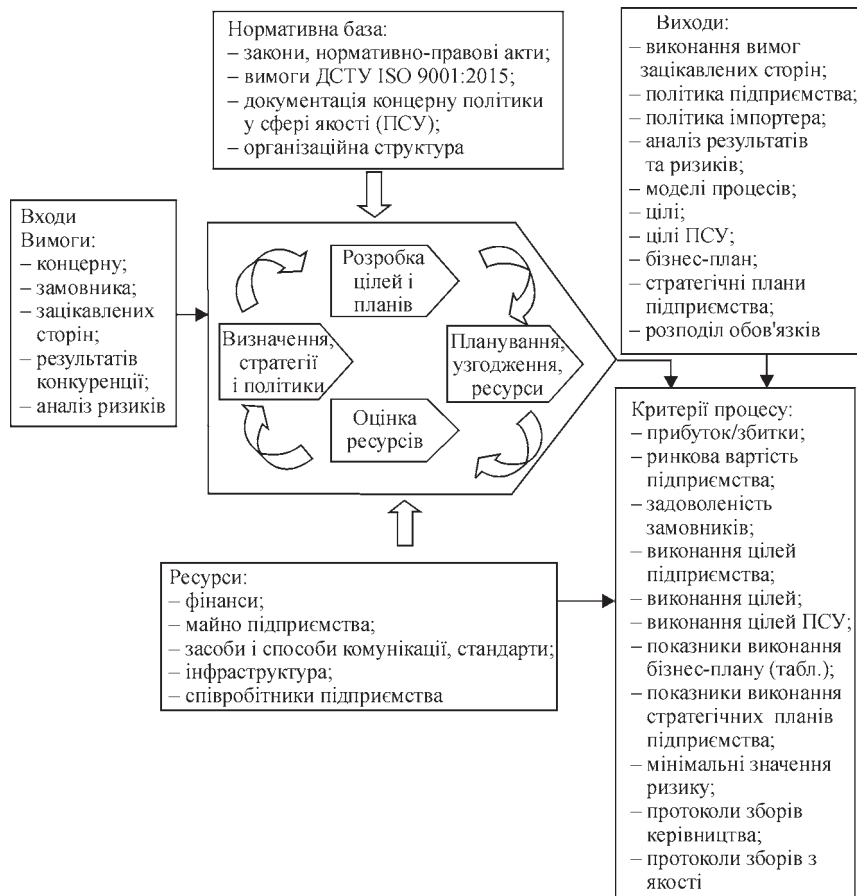 Нормативна база:
– закони, нормативно-правові акти;
– вимоги ДСТУ ISO 9001:2015;
– документація концерну політики
у сфері якості (ПСУ);
– організаційна структура
Виходи:
– виконання вимог
зацікавлених сторін;
– політика підприємства;
– політика імпортера;
– аналіз результатів
та ризиків;
– моделі процесів;
– цілі;
– цілі ПСУ;
– бізнес-план;
– стратегічні плани
підприємства;
– розподіл обов'язків
Входи
Вимоги:
– концерну;
– замовника;
– зацікавлених
сторін;
– результатів
конкуренції;
– аналіз ризиків
Розробка
цілей і
планів
Визначення,
стратегії
і політики
Планування,
узгодження,
ресурси
Оцінка
ресурсів
Ресурси:
– фінанси;
– майно підприємства;
– засоби і способи комунікації, стандарти;
– інфраструктура;
– співробітники підприємства
Критерії процесу:
– прибуток/збитки;
– ринкова вартість
підприємства;
– задоволеність
замовників;
– виконання цілей
підприємства;
– виконання цілей;
– виконання цілей ПСУ;
– показники виконання
бізнес-плану (табл.);
– показники виконання
стратегічних планів
підприємства;
– мінімальні значення
ризику;
– протоколи зборів
керівництва;
– протоколи зборів з
якості